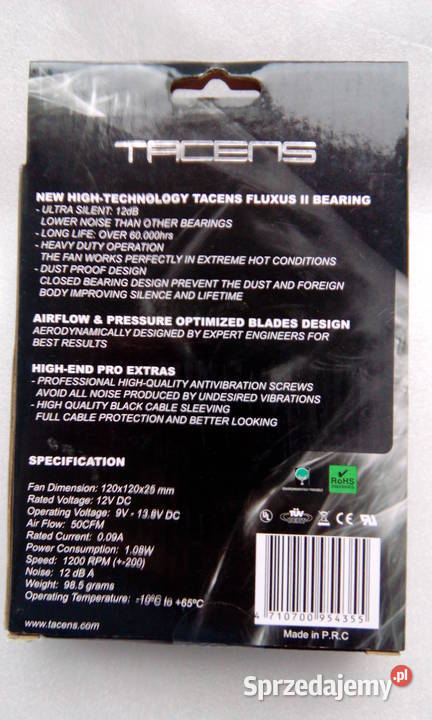 TACENS
NEW HIGH-TECHNOLOGY TACENS FLUXUS II BEARING
- ULTRA SILENT: 12dB
LOWER NOISE THAN OTHER BEARINGS
- LONG LIFE: OVER 60.000hrs
- HEAVY DUTY OPERATION
THE FAN WORKS PERFECTLY IN EXTREME HOT CONDITIONS
- DUST PROOF DESIGN
CLOSED BEARING DESIGN PREVENT THE DUST AND FOREIGN
BODY IMPROVING SILENCE AND LIFETIME
AIRFLOW & PRESSURE OPTIMIZED BLADES DESIGN
AERODYNAMICALLY DESIGNED BY EXPERT ENGINEERS FOR
BEST RESULTS
HIGH-END PRO EXTRAS
- PROFESSIONAL HIGH-QUALITY ANTIVIBRATION SCREWS
AVOID ALL NOISE PRODUCED BY UNDESIRED VIBRATIONS
- HIGH QUALITY BLACK CABLE SLEEVING
FULL CABLE PROTECTION AND BETTER LOOKING
SPECIFICATION
Fan Dimension: 120x120x25 mm
Rated Voltage: 12V DC
Operating Voltage: 9V - 13.8V DC
Air Flow: 50CFM
Rated Current: 0.09A
Power Consumption: 1.08W
Speed: 1200 RPM (+-200)
Noise: 12 dB A
Weight: 98.5 grams
Operating Temperature: -10ºC to +65ºC
www.tacens.com
RoHS
TÜV
CE
4 710700 954355
Made in P.R.C
Sprzedajemy.pl